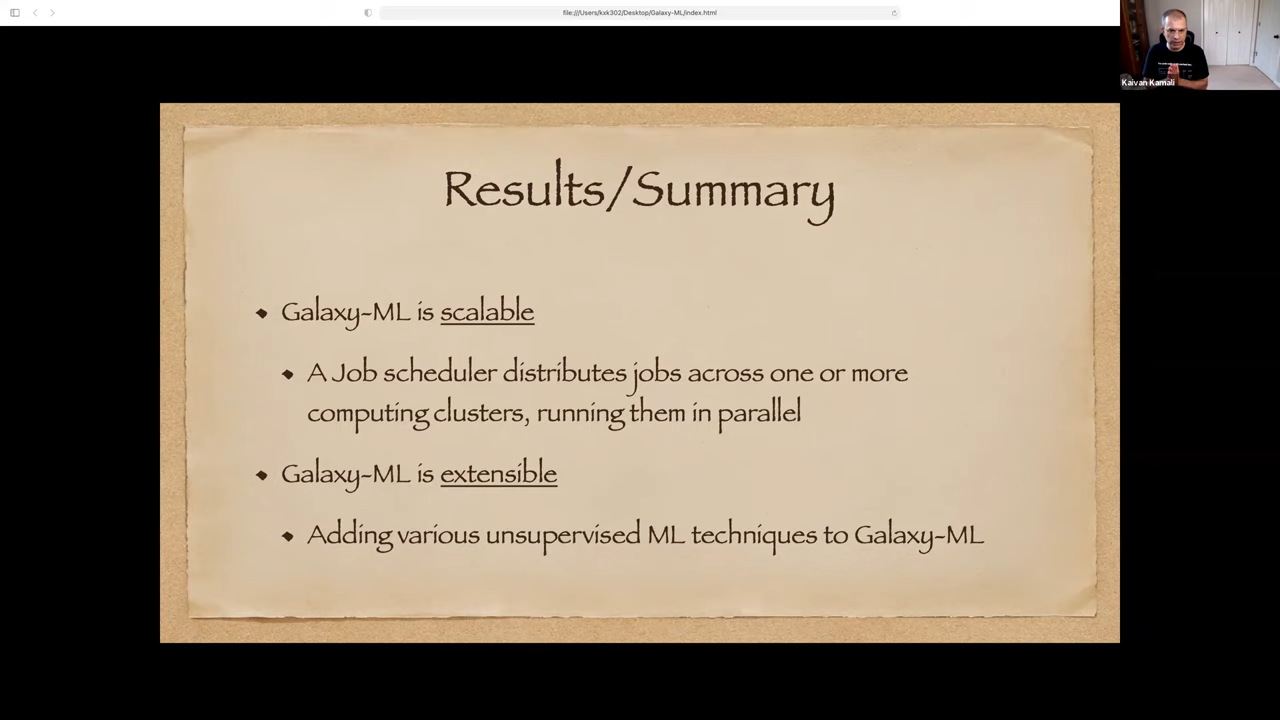 file:///Users/kxk302/Desktop/Galaxy-ML/index.html
Kaivan Kamali
Results/Summary
Galaxy-ML is scalable
A Job scheduler distributes jobs across one or more
computing clusters, running them in parallel
Galaxy-ML is extensible
Adding various unsupervised ML techniques to Galaxy-ML